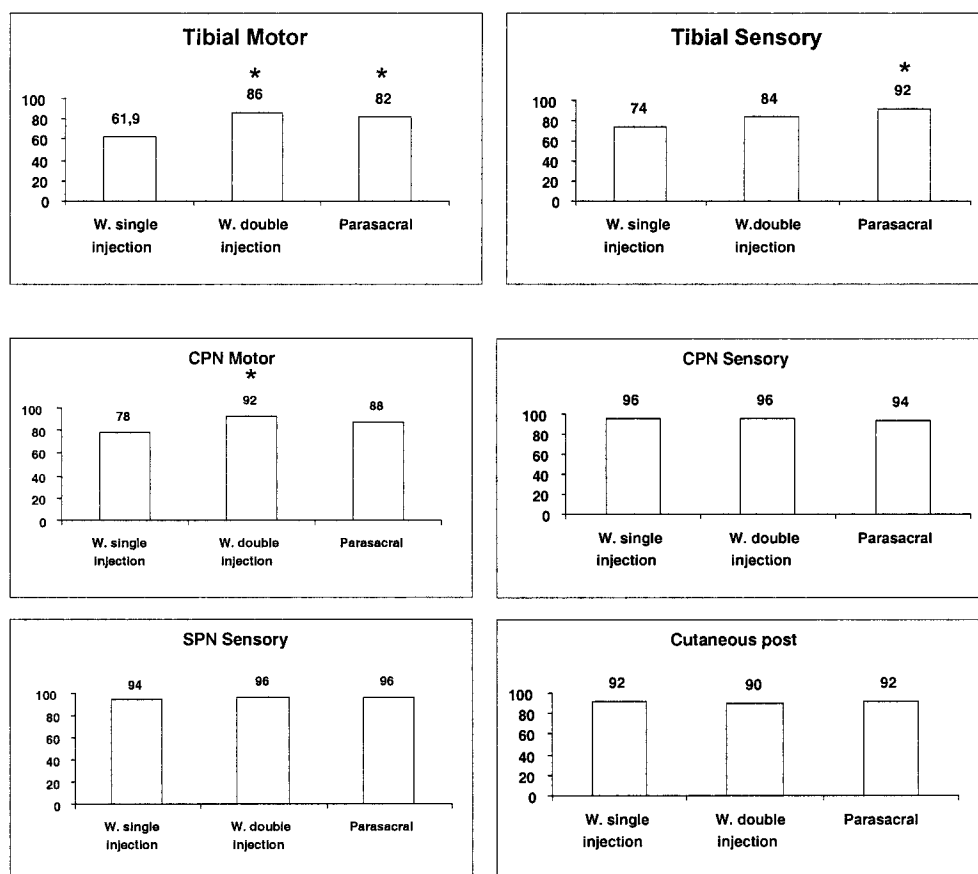 Tibial Motor
* *
86 82
61,9
100
80
60
40
20
0
W. single W. double Parasacral
injection injection
Tibial Sensory
*
92
84
74
100
80
60
40
20
0
W. single W.double Parasacral
injection injection
CPN Motor
*
92
88
78
100
80
60
40
20
0
W. single W. double Parasacral
injection injection
CPN Sensory
96 96 94
100
80
60
40
20
0
W. single W. double Parasacral
injection injection
SPN Sensory
94 96 96
100
80
60
40
20
0
W. single W. double Parasacral
injection injection
Cutaneous post
92 90 92
100
80
60
40
20
0
W. single W. double Parasacral
injection injection